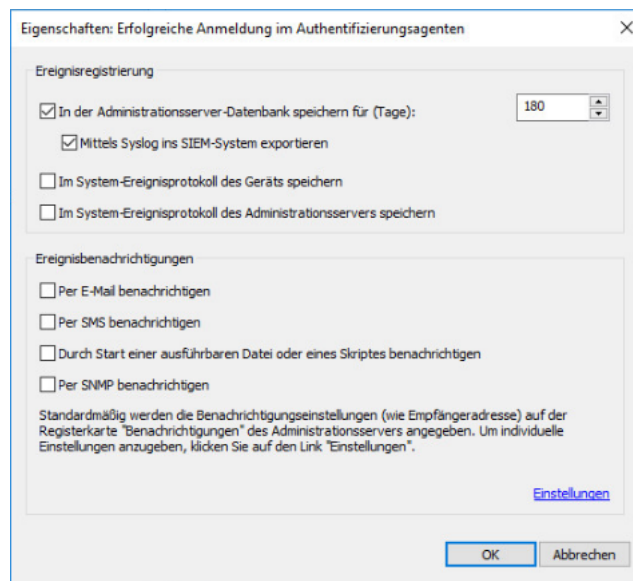 Eigenschaften: Erfolgreiche Anmeldung im Authentifizierungsagenten
Ereignisregistrierung
In der Administrationsserver-Datenbank speichern für (Tage):
180
Mittels Syslog ins SIEM-System exportieren
Im System-Ereignisprotokoll des Geräts speichern
Im System-Ereignisprotokoll des Administrationsservers speichern
Ereignisbenachrichtigungen
Per E-Mail benachrichtigen
Per SMS benachrichtigen
Durch Start einer ausführbaren Datei oder eines Skriptes benachrichtigen
Per SNMP benachrichtigen
Standardmäßig werden die Benachrichtigungseinstellungen (wie Empfängeradresse) auf der
Registerkarte "Benachrichtigungen" des Administrationsservers angegeben. Um individuelle
Einstellungen anzugeben, klicken Sie auf den Link "Einstellungen".
Einstellungen
OK
Abbrechen